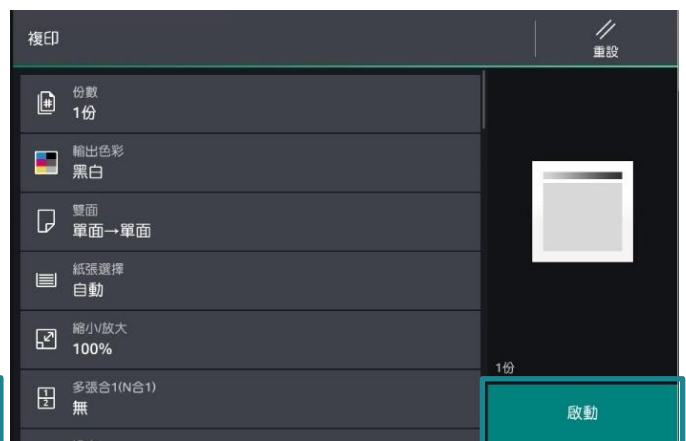 複印
重設
份數
1份
輸出色彩
黑白
雙面
單面→單面
紙張選擇
自動
縮小/放大
100%
多張合1(N合1)
無
1份
啟動